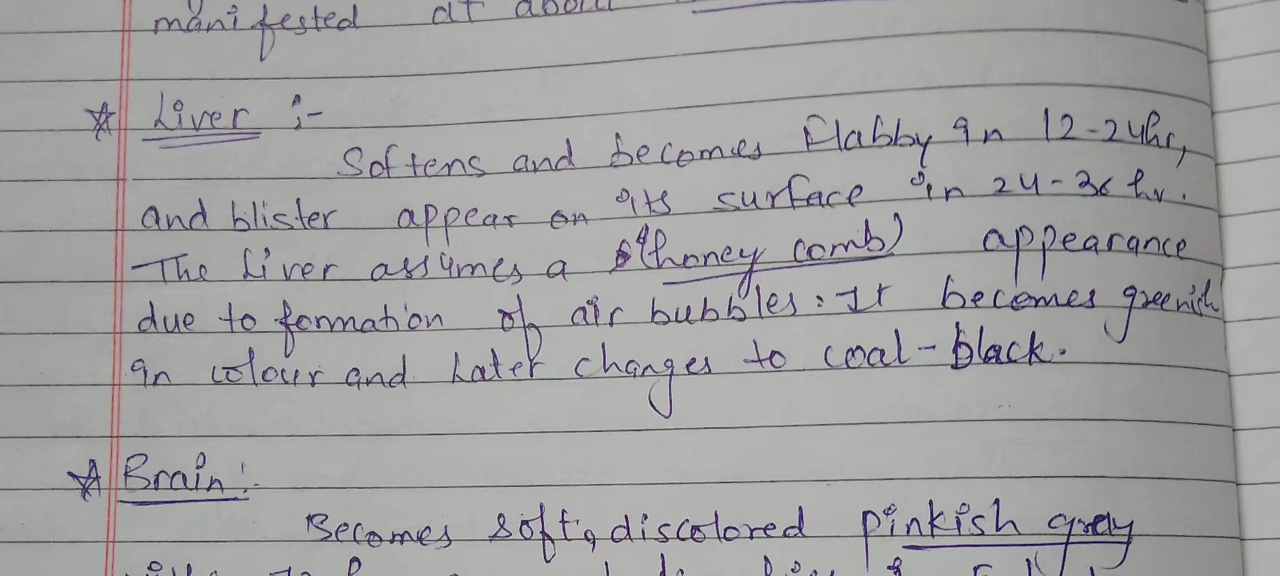 manifested at about
☆ Liver :-
Softens and becomes Flabby in 12-24hr,
and blister appear on its surface in 24-36 hr.
The Liver assumes a "(honey comb) appearance
due to formation of air bubbles. It becomes greenish
in colour and Later changes to coal-black.
☆ Brain :-
Becomes soft, discolored pinkish grey